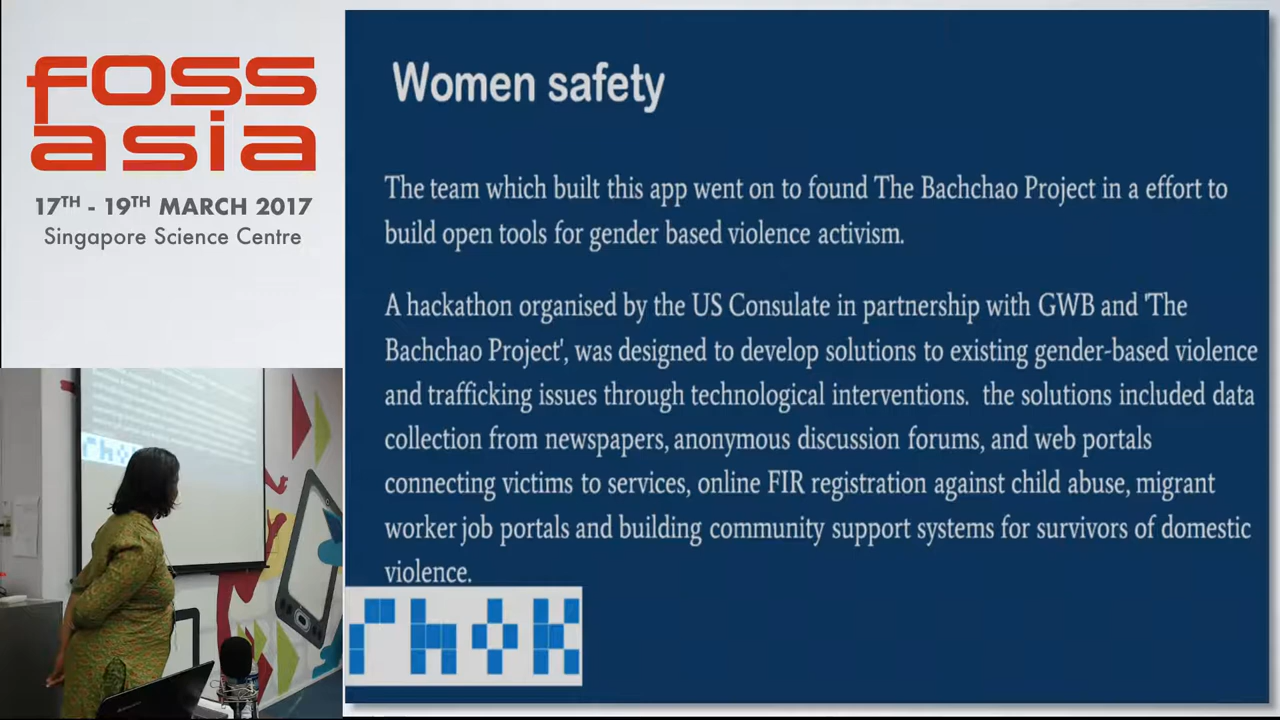 foss
asia
17TH - 19TH MARCH 2017
Singapore Science Centre
Women safety
The team which built this app went on to found The Bachchao Project in a effort to
build open tools for gender based violence activism.
A hackathon organised by the US Consulate in partnership with GWB and 'The
Bachchao Project', was designed to develop solutions to existing gender-based violence
and trafficking issues through technological interventions.  the solutions included data
collection from newspapers, anonymous discussion forums, and web portals
connecting victims to services, online FIR registration against child abuse, migrant
worker job portals and building community support systems for survivors of domestic
violence.
rhok